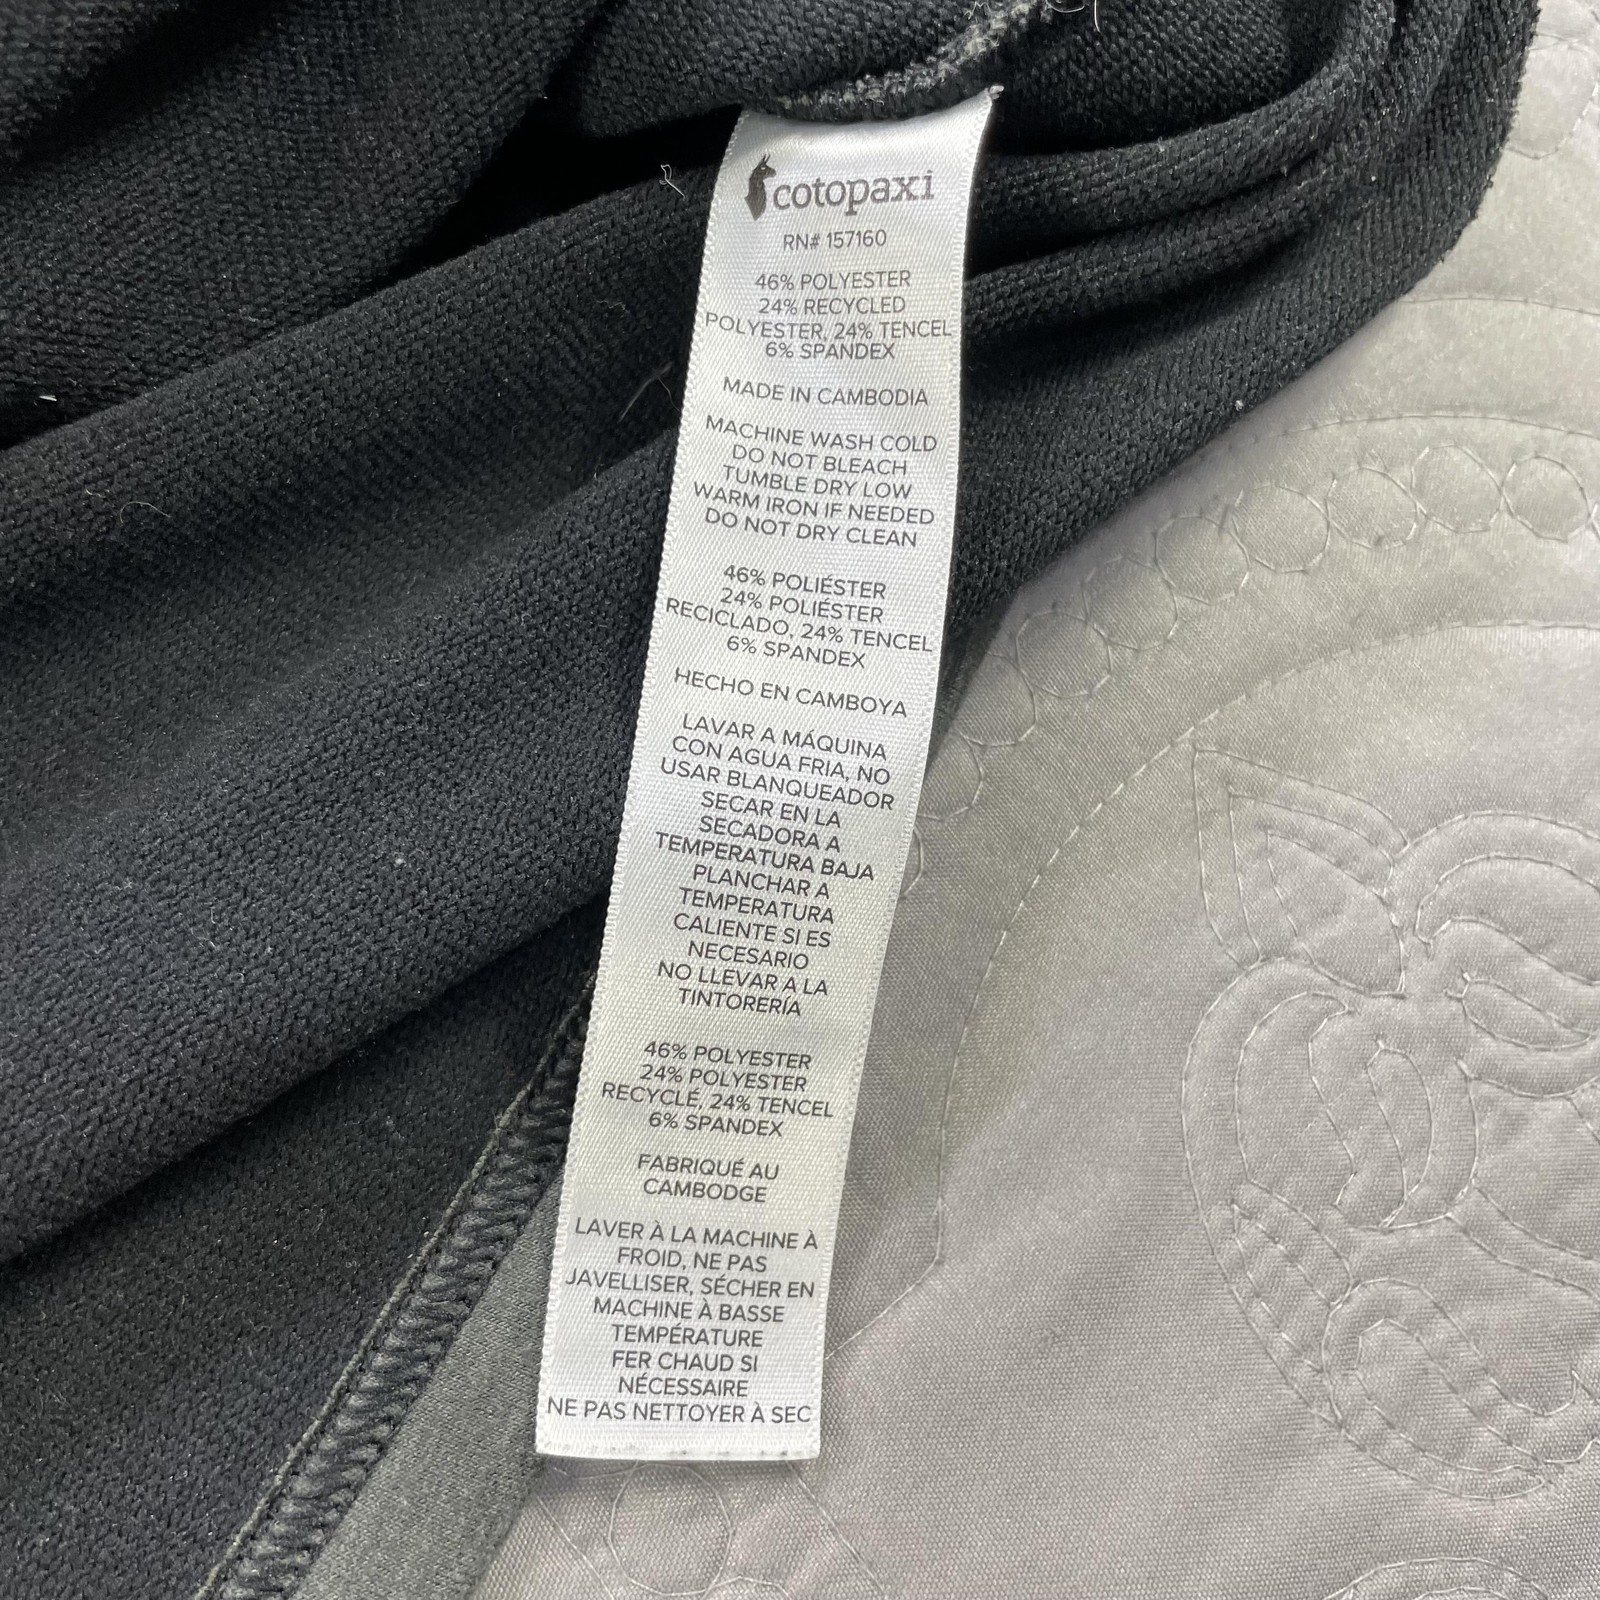 cotopaxi
RN# 157160
46% POLYESTER
24% RECYCLED
POLYESTER, 24% TENCEL
6% SPANDEX
MADE IN CAMBODIA
MACHINE WASH COLD
DO NOT BLEACH
TUMBLE DRY LOW
WARM IRON IF NEEDED
DO NOT DRY CLEAN
46% POLIÉSTER
24% POLIÉSTER
RECICLADO, 24% TENCEL
6% SPANDEX
HECHO EN CAMBOYA
LAVAR A MÁQUINA
CON AGUA FRIA, NO
USAR BLANQUEADOR
SECAR EN LA
SECADORA A
TEMPERATURA BAJA
PLANCHAR A
TEMPERATURA
CALIENTE SI ES
NECESARIO
NO LLEVAR A LA
TINTORERÍA
46% POLYESTER
24% POLYESTER
RECYCLÉ, 24% TENCEL
6% SPANDEX
FABRIQUÉ AU
CAMBODGE
LAVER À LA MACHINE À
FROID, NE PAS
JAVELLISER, SÉCHER EN
MACHINE À BASSE
TEMPÉRATURE
FER CHAUD SI
NÉCESSAIRE
NE PAS NETTOYER À SEC